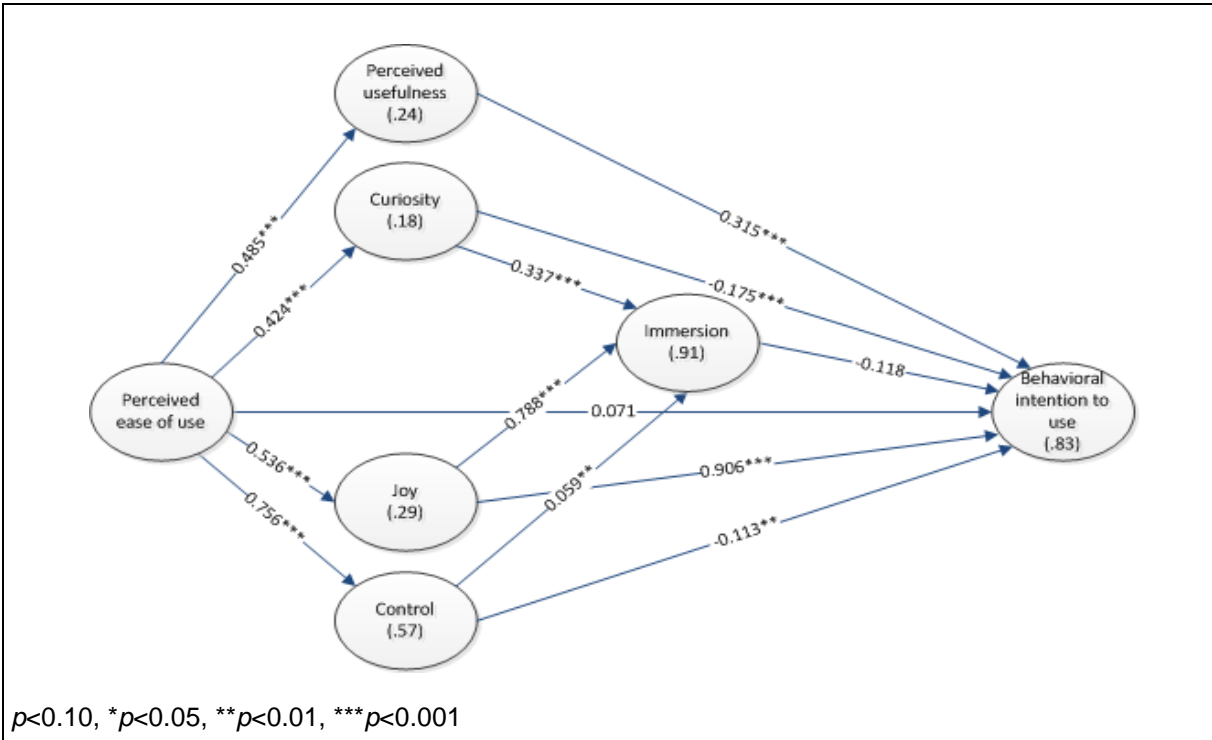 Perceived
usefulness
(.24)
Curiosity
(.18)
0.315***
0.485***
0.337***
-0.175***
0.424***
Immersion
(.91)
-0.118
Perceived
ease of use
Behavioral
intention to
use
(.83)
0.788***
0.071
0.536***
0.906***
Joy
(.29)
0.059**
0.756***
-0.113**
Control
(.57)
p<0.10, *p<0.05, **p<0.01, ***p<0.001